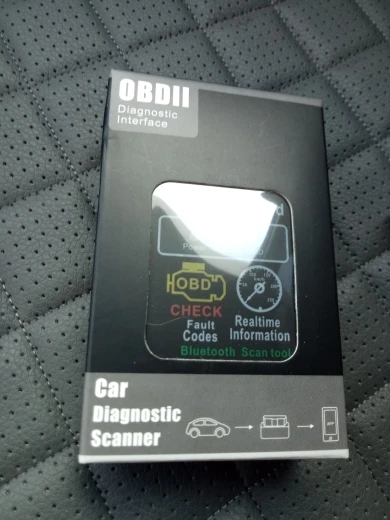 OBDII
Diagnostic
Interface
OBD
CHECK
Fault
Codes
Realtime
Information
Bluetooth Scan tool
Car
Diagnostic
Scanner